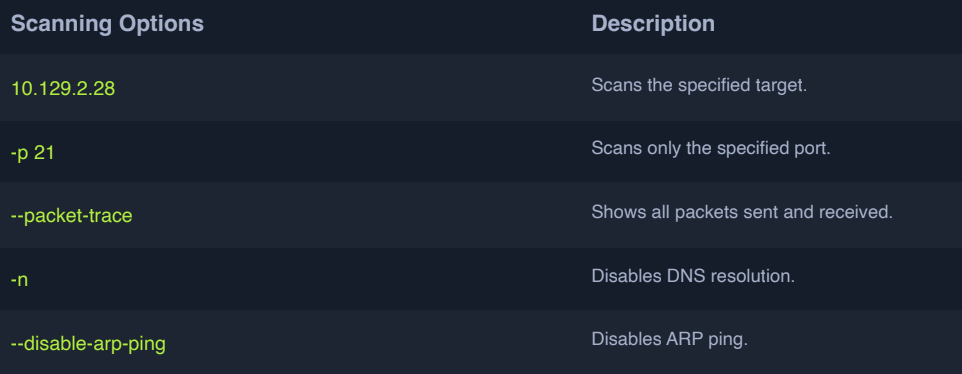 Scanning Options Description
10.129.2.28 Scans the specified target.
-p 21 Scans only the specified port.
--packet-trace Shows all packets sent and received.
-n Disables DNS resolution.
--disable-arp-ping Disables ARP ping.